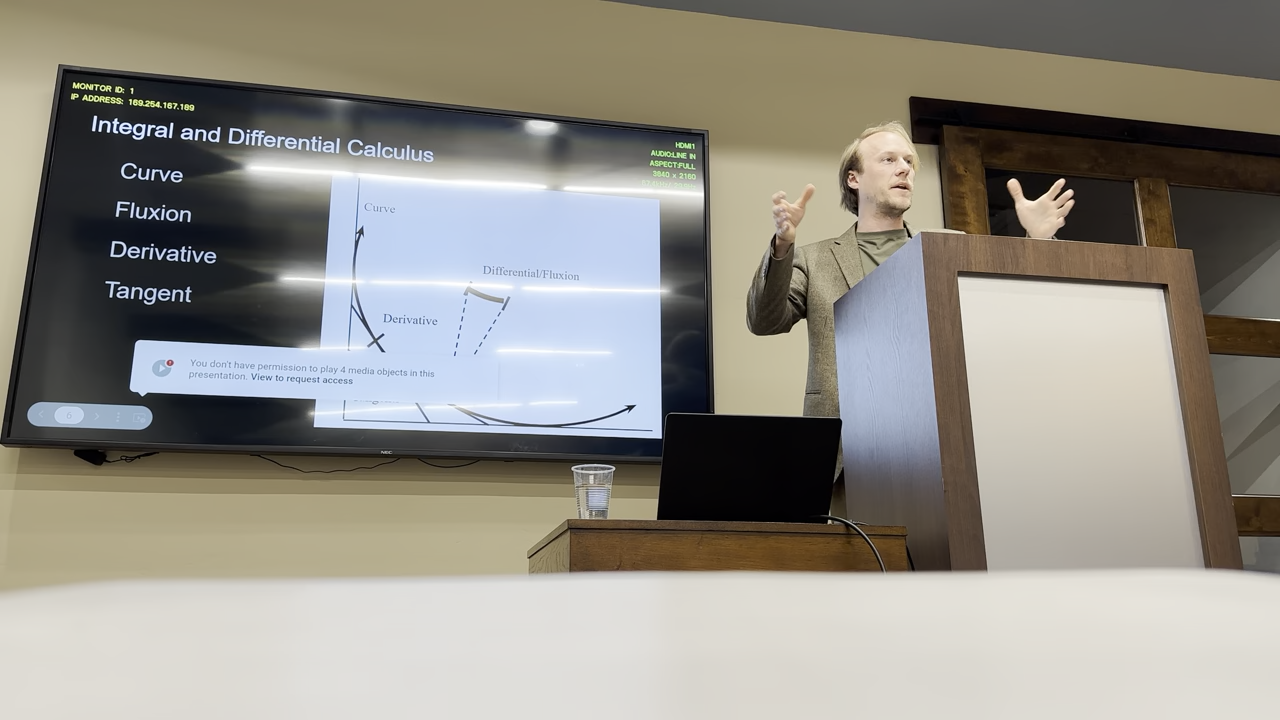 MONITOR ID: 1
IP ADDRESS: 169.254.167.189
HDMI1
AUDIO:LINE IN
ASPECT:FULL
3840 x 2160
Integral and Differential Calculus
Curve
Fluxion
Derivative
Tangent
Curve
Differential/Fluxion
Derivative
You don't have permission to play 4 media objects in this
presentation. View to request access
6
NEC